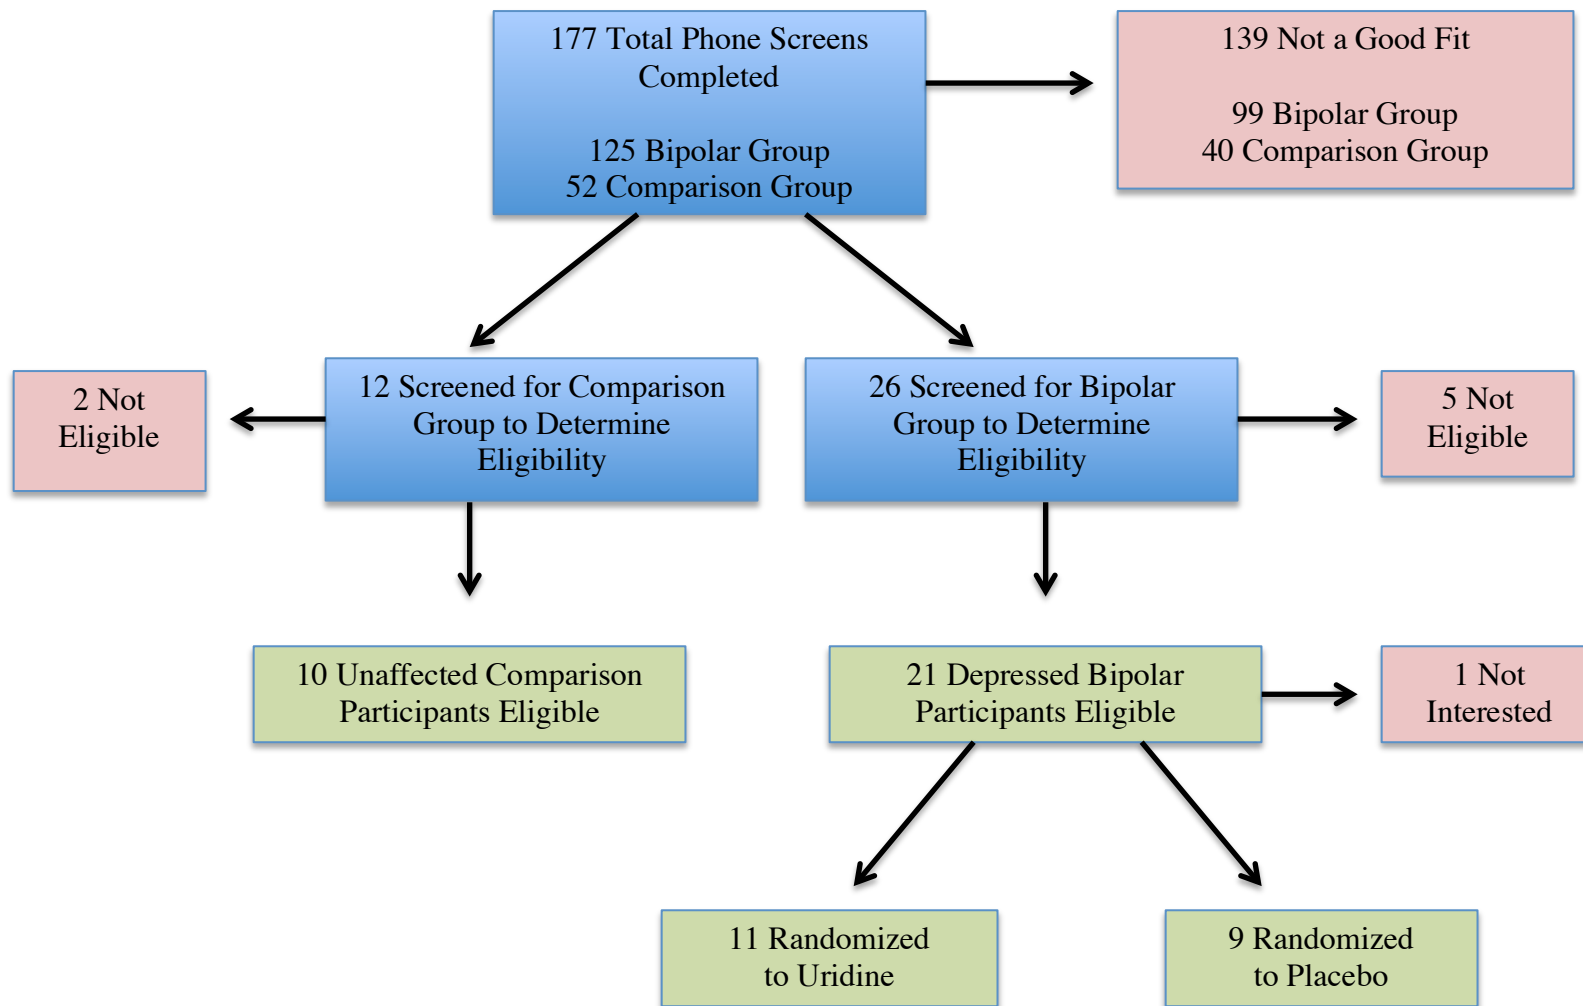 177 Total Phone Screens
Completed
125 Bipolar Group
52 Comparison Group
139 Not a Good Fit
99 Bipolar Group
40 Comparison Group
2 Not
Eligible
12 Screened for Comparison
Group to Determine
Eligibility
26 Screened for Bipolar
Group to Determine
Eligibility
5 Not
Eligible
10 Unaffected Comparison
Participants Eligible
21 Depressed Bipolar
Participants Eligible
1 Not
Interested
11 Randomized
to Uridine
9 Randomized
to Placebo